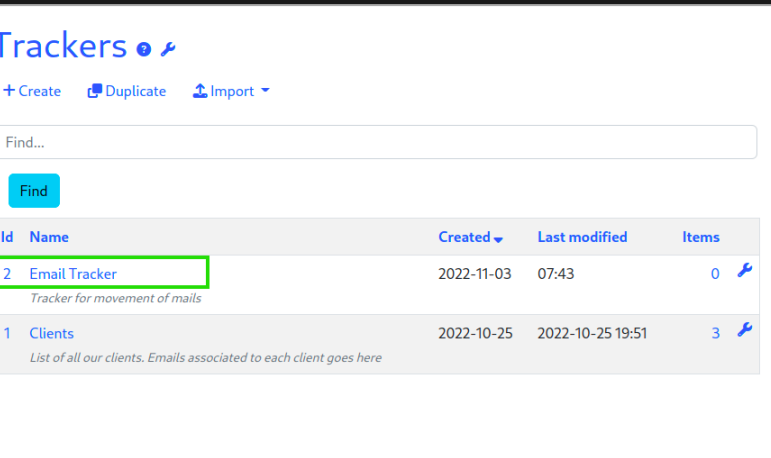 Trackers
Create Duplicate Import
Find...
Find
Id Name Created Last modified Items
2 Email Tracker 2022-11-03 07:43 0
Tracker for movement of mails
1 Clients 2022-10-25 2022-10-25 19:51 3
List of all our clients. Emails associated to each client goes here